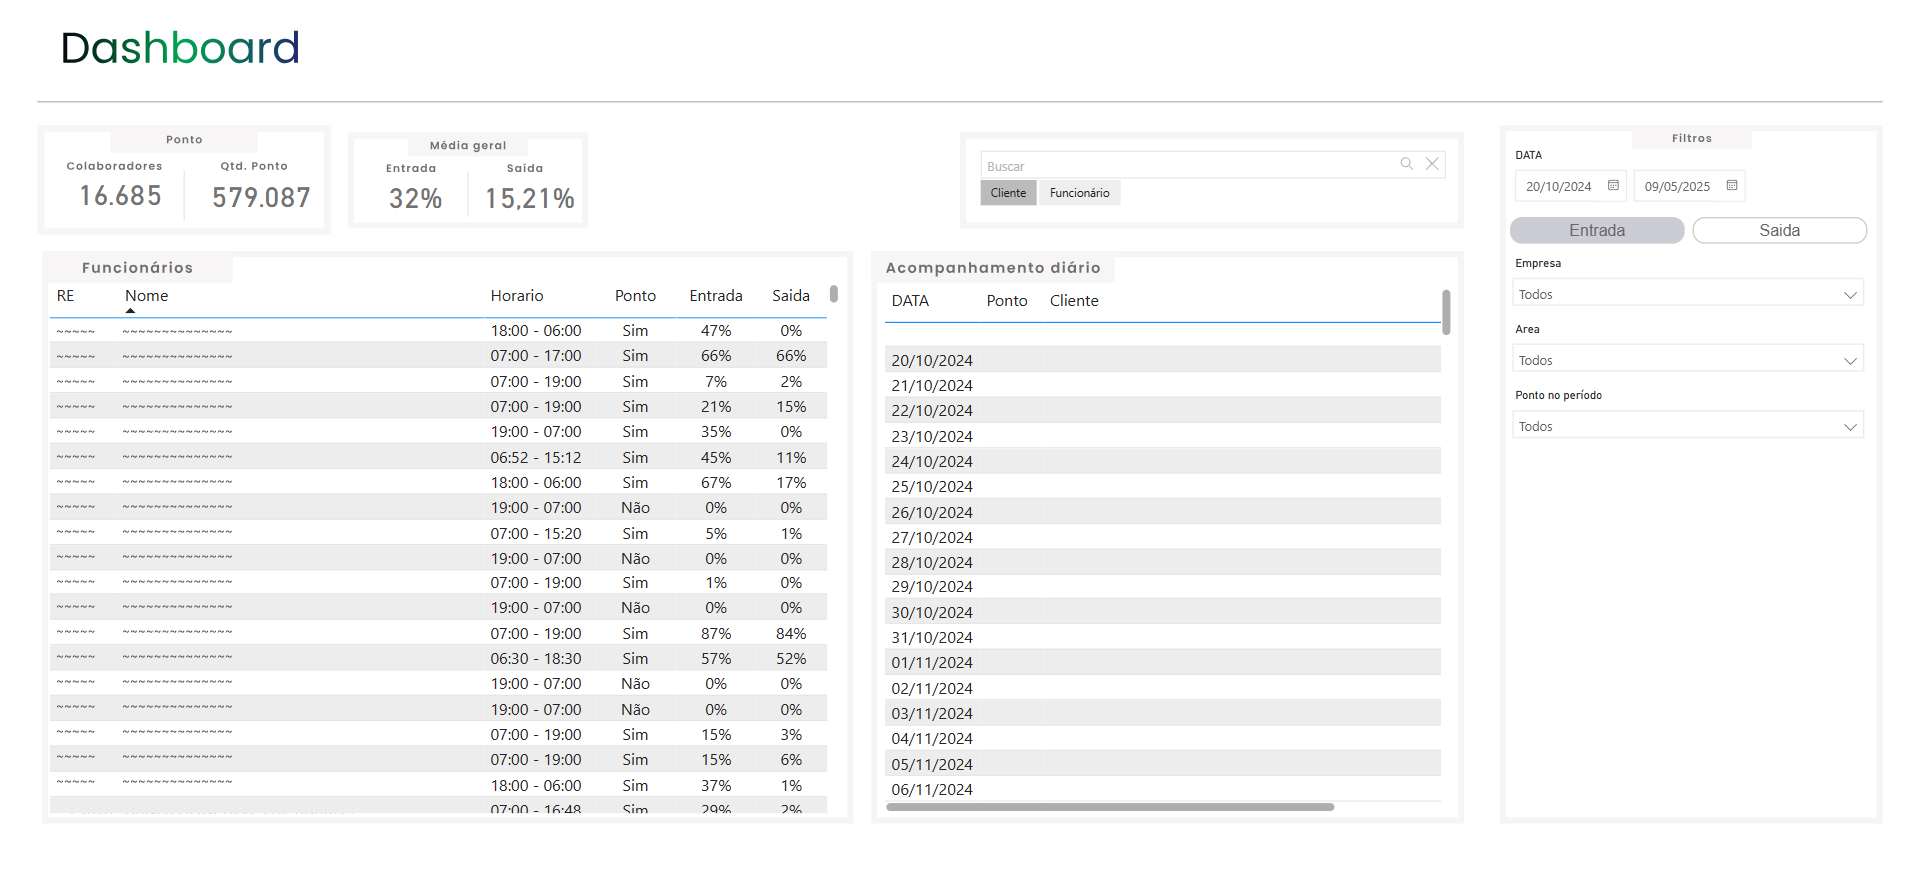 Dashboard
Ponto
Colaboradores Qtd. Ponto
16.685 579.087
Média geral
Entrada Saída
32% 15,21%
Buscar
Cliente Funcionário
Filtros
DATA
20/10/2024 09/05/2025
Entrada Saida
Empresa
Todos
Area
Todos
Ponto no período
Todos
Funcionários
RE Nome Horario Ponto Entrada Saida
~~~~~ ~~~~~~~~~~~~~~ 18:00 - 06:00 Sim 47% 0%
~~~~~ ~~~~~~~~~~~~~~ 07:00 - 17:00 Sim 66% 66%
~~~~~ ~~~~~~~~~~~~~~ 07:00 - 19:00 Sim 7% 2%
~~~~~ ~~~~~~~~~~~~~~ 07:00 - 19:00 Sim 21% 15%
~~~~~ ~~~~~~~~~~~~~~ 19:00 - 07:00 Sim 35% 0%
~~~~~ ~~~~~~~~~~~~~~ 06:52 - 15:12 Sim 45% 11%
~~~~~ ~~~~~~~~~~~~~~ 18:00 - 06:00 Sim 67% 17%
~~~~~ ~~~~~~~~~~~~~~ 19:00 - 07:00 Não 0% 0%
~~~~~ ~~~~~~~~~~~~~~ 07:00 - 15:20 Sim 5% 1%
~~~~~ ~~~~~~~~~~~~~~ 19:00 - 07:00 Não 0% 0%
~~~~~ ~~~~~~~~~~~~~~ 07:00 - 19:00 Sim 1% 0%
~~~~~ ~~~~~~~~~~~~~~ 19:00 - 07:00 Não 0% 0%
~~~~~ ~~~~~~~~~~~~~~ 07:00 - 19:00 Sim 87% 84%
~~~~~ ~~~~~~~~~~~~~~ 06:30 - 18:30 Sim 57% 52%
~~~~~ ~~~~~~~~~~~~~~ 19:00 - 07:00 Não 0% 0%
~~~~~ ~~~~~~~~~~~~~~ 19:00 - 07:00 Não 0% 0%
~~~~~ ~~~~~~~~~~~~~~ 07:00 - 19:00 Sim 15% 3%
~~~~~ ~~~~~~~~~~~~~~ 07:00 - 19:00 Sim 15% 6%
~~~~~ ~~~~~~~~~~~~~~ 18:00 - 06:00 Sim 37% 1%
07:00 - 16:48 Sim 29% 2%
Acompanhamento diário
DATA Ponto Cliente
20/10/2024
21/10/2024
22/10/2024
23/10/2024
24/10/2024
25/10/2024
26/10/2024
27/10/2024
28/10/2024
29/10/2024
30/10/2024
31/10/2024
01/11/2024
02/11/2024
03/11/2024
04/11/2024
05/11/2024
06/11/2024